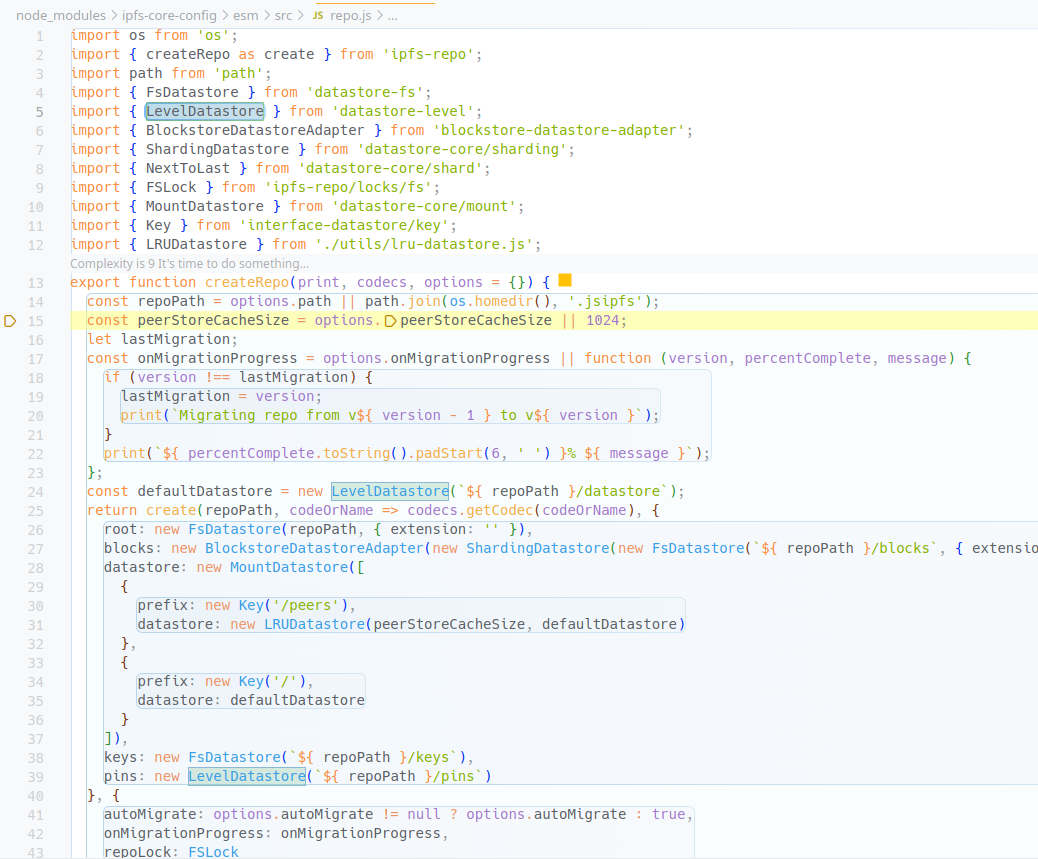 node_modules > ipfs-core-config > esm > src > JS repo.js > ...
1 import os from 'os';
2 import { createRepo as create } from 'ipfs-repo';
3 import path from 'path';
4 import { FsDatastore } from 'datastore-fs';
5 import { LevelDatastore } from 'datastore-level';
6 import { BlockstoreDatastoreAdapter } from 'blockstore-datastore-adapter';
7 import { ShardingDatastore } from 'datastore-core/sharding';
8 import { NextToLast } from 'datastore-core/shard';
9 import { FSLock } from 'ipfs-repo/locks/fs';
10 import { MountDatastore } from 'datastore-core/mount';
11 import { Key } from 'interface-datastore/key';
12 import { LRUDatastore } from './utils/lru-datastore.js';
Complexity is 9 It's time to do something...
13 export function createRepo(print, codecs, options = {}) {
14   const repoPath = options.path || path.join(os.homedir(), '.jsipfs');
15   const peerStoreCacheSize = options.peerStoreCacheSize || 1024;
16   let lastMigration;
17   const onMigrationProgress = options.onMigrationProgress || function (version, percentComplete, message) {
18     if (version !== lastMigration) {
19       lastMigration = version;
20       print(`Migrating repo from v${ version - 1 } to v${ version }`);
21     }
22     print(`${ percentComplete.toString().padStart(6, ' ') }% ${ message }`);
23   };
24   const defaultDatastore = new LevelDatastore(`${ repoPath }/datastore`);
25   return create(repoPath, codeOrName => codecs.getCodec(codeOrName), {
26     root: new FsDatastore(repoPath, { extension: '' }),
27     blocks: new BlockstoreDatastoreAdapter(new ShardingDatastore(new FsDatastore(`${ repoPath }/blocks`, { extensio
28     datastore: new MountDatastore([
29       {
30         prefix: new Key('/peers'),
31         datastore: new LRUDatastore(peerStoreCacheSize, defaultDatastore)
32       },
33       {
34         prefix: new Key('/'),
35         datastore: defaultDatastore
36       }
37     ]),
38     keys: new FsDatastore(`${ repoPath }/keys`),
39     pins: new LevelDatastore(`${ repoPath }/pins`)
40   }, {
41     autoMigrate: options.autoMigrate != null ? options.autoMigrate : true,
42     onMigrationProgress: onMigrationProgress,
43     repoLock: FSLock